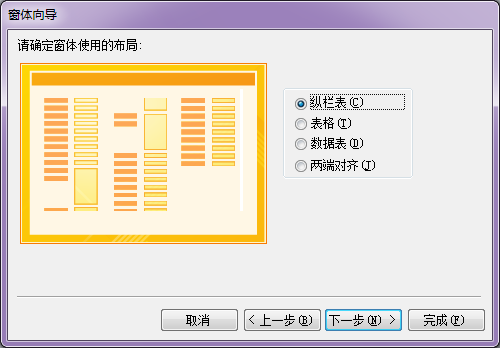 窗体向导
请确定窗体使用的布局:
纵栏表(C)
表格(T)
数据表(D)
两端对齐(J)
取消
< 上一步(B)
下一步(N) >
完成(F)